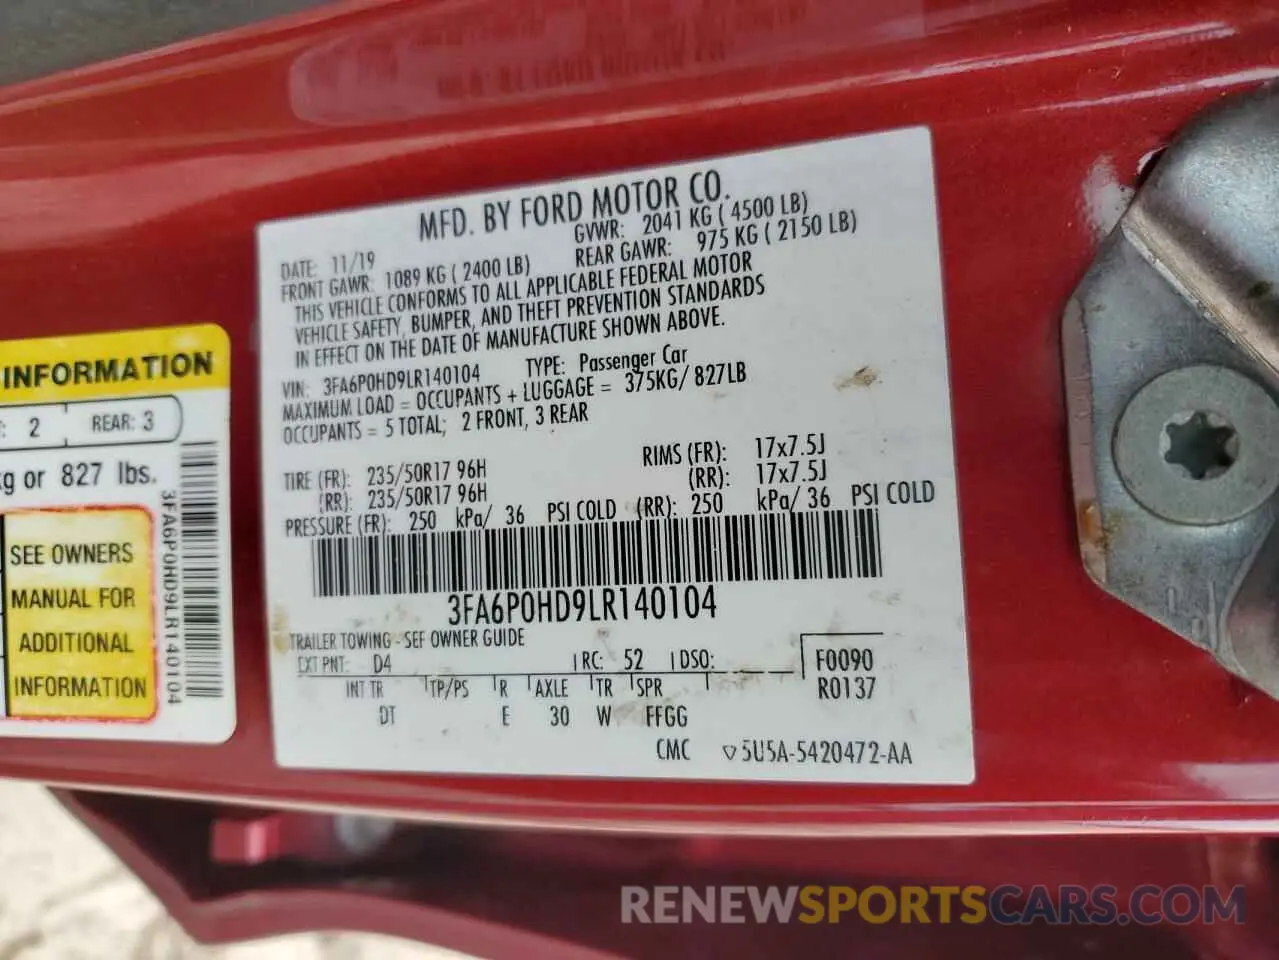 MFD. BY FORD MOTOR CO.
DATE: 11/19 GVWR: 2041 KG ( 4500 LB)
FRONT GAWR: 1089 KG ( 2400 LB) REAR GAWR: 975 KG ( 2150 LB)
THIS VEHICLE CONFORMS TO ALL APPLICABLE FEDERAL MOTOR
VEHICLE SAFETY, BUMPER, AND THEFT PREVENTION STANDARDS
IN EFFECT ON THE DATE OF MANUFACTURE SHOWN ABOVE.
VIN: 3FA6P0HD9LR140104 TYPE: Passenger Car
MAXIMUM LOAD = OCCUPANTS + LUGGAGE = 375KG/ 827LB
OCCUPANTS = 5 TOTAL; 2 FRONT, 3 REAR
TIRE (FR): 235/50R17 96H RIMS (FR): 17x7.5J
(RR): 235/50R17 96H (RR): 17x7.5J
PRESSURE (FR): 250 kPa/ 36 PSI COLD (RR): 250 kPa/ 36 PSI COLD
3FA6P0HD9LR140104
TRAILER TOWING - SEE OWNER GUIDE
EXT PNT: D4 RC: 52 DSO: F0090
INT TR TP/PS R AXLE TR SPR R0137
DT E 30 W FFGG
CMC ▽5U5A-5420472-AA
INFORMATION
2 REAR: 3
kg or 827 lbs.
SEE OWNERS
MANUAL FOR
ADDITIONAL
INFORMATION
3FA6P0HD9LR140104
RENEWSPORTSCARS.COM